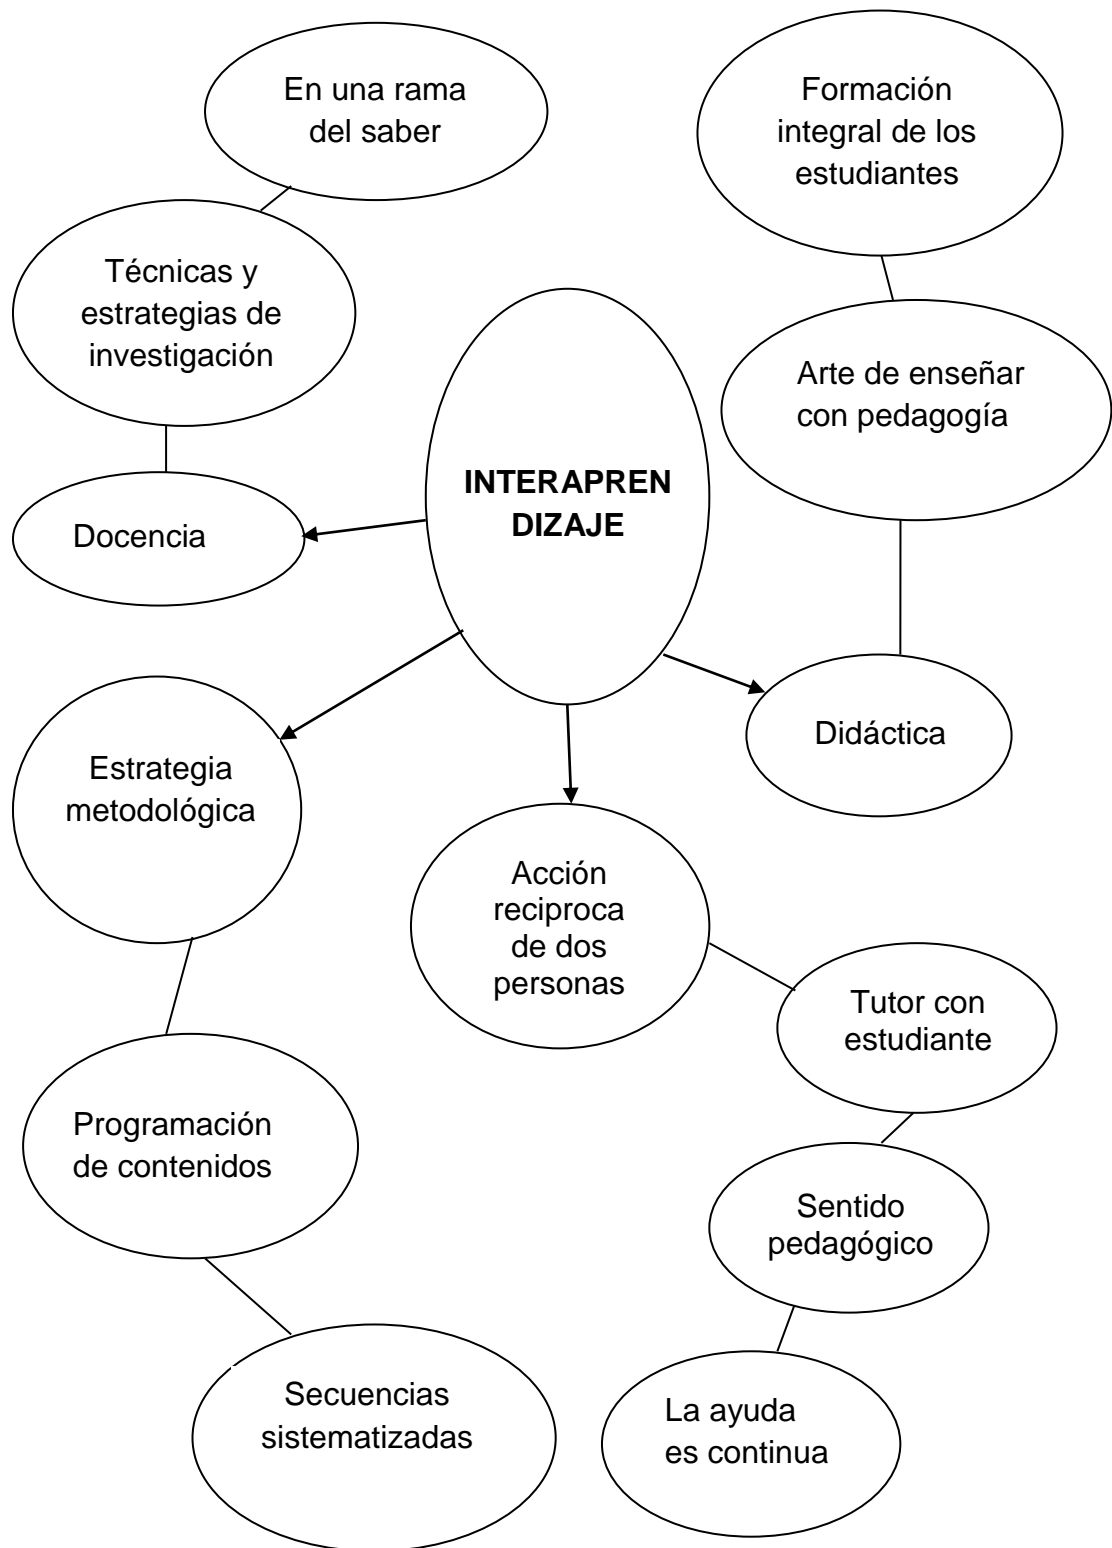 En una rama
del saber
Formación
integral de los
estudiantes
Técnicas y
estrategias de
investigación
Arte de enseñar
con pedagogía
INTERAPREN
DIZAJE
Docencia
Didáctica
Estrategia
metodológica
Acción
reciproca
de dos
personas
Tutor con
estudiante
Programación
de contenidos
Sentido
pedagógico
Secuencias
sistematizadas
La ayuda
es continua